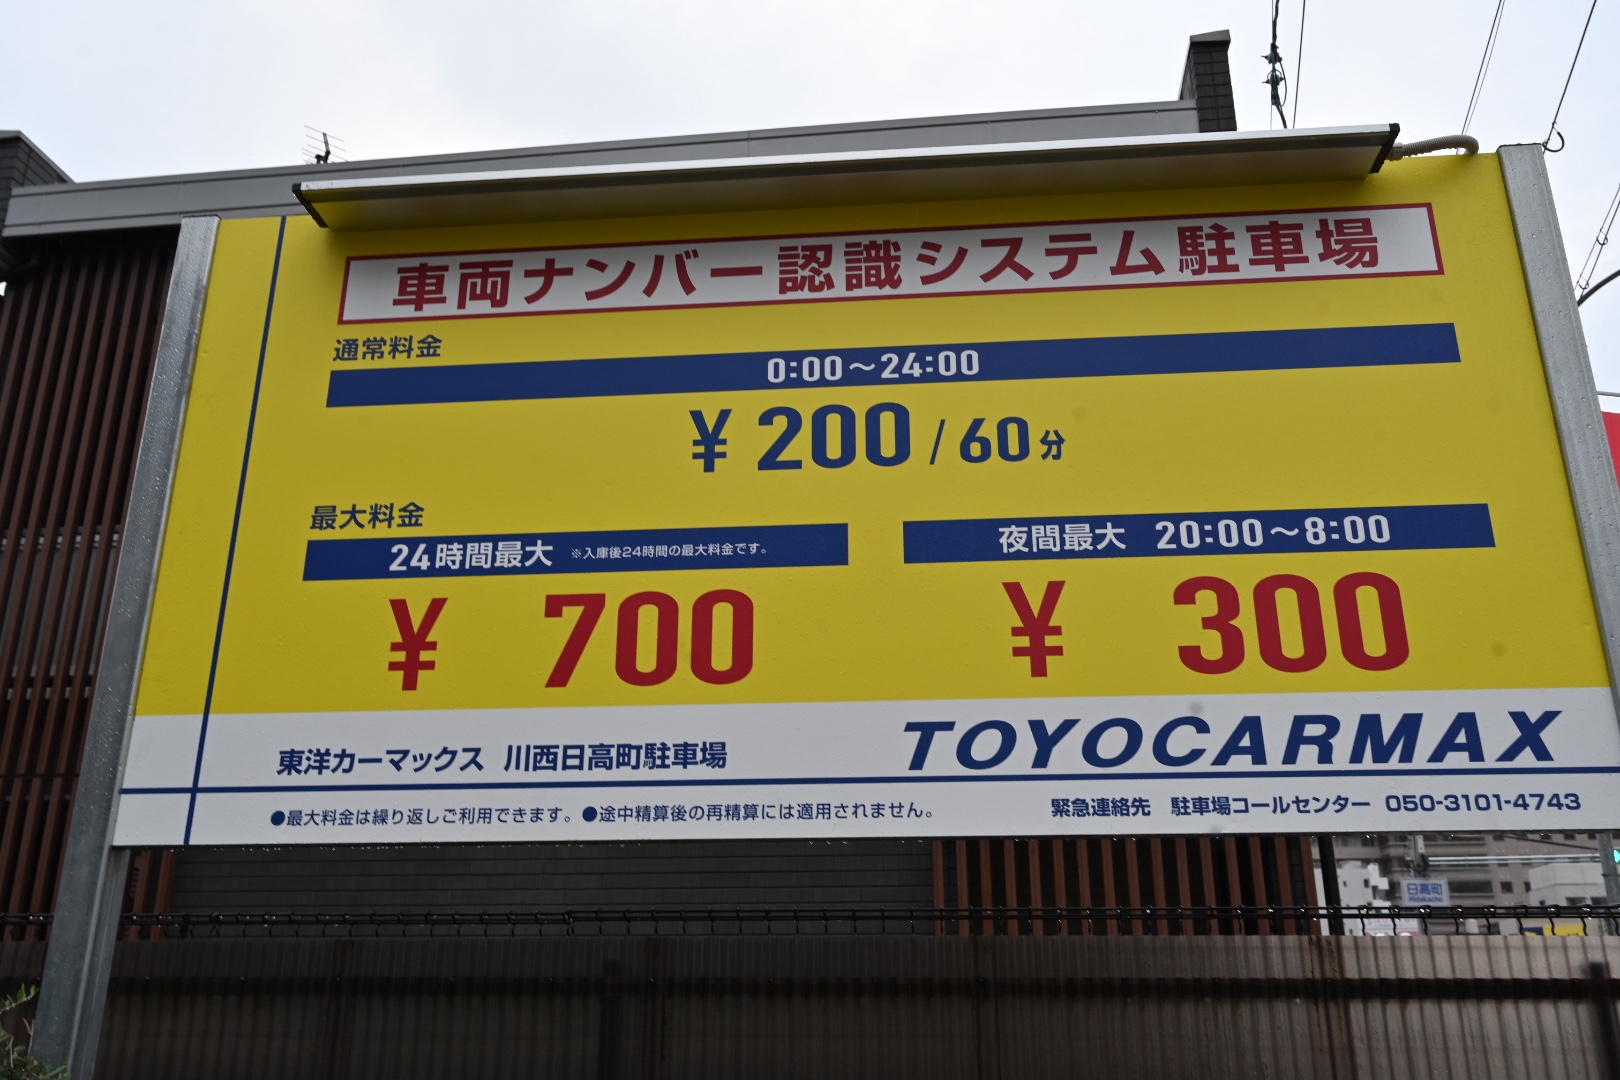 車両ナンバー認識システム駐車場
通常料金
0:00～24:00
¥200/60分
最大料金
24時間最大 ※入庫後24時間の最大料金です。
¥ 700
夜間最大 20:00～8:00
¥ 300
東洋カーマックス 川西日高町駐車場
TOYOCARMAX
●最大料金は繰り返しご利用できます。●途中精算後の再精算には適用されません。
緊急連絡先 駐車場コールセンター 050-3101-4743
日高町
Hidakacho